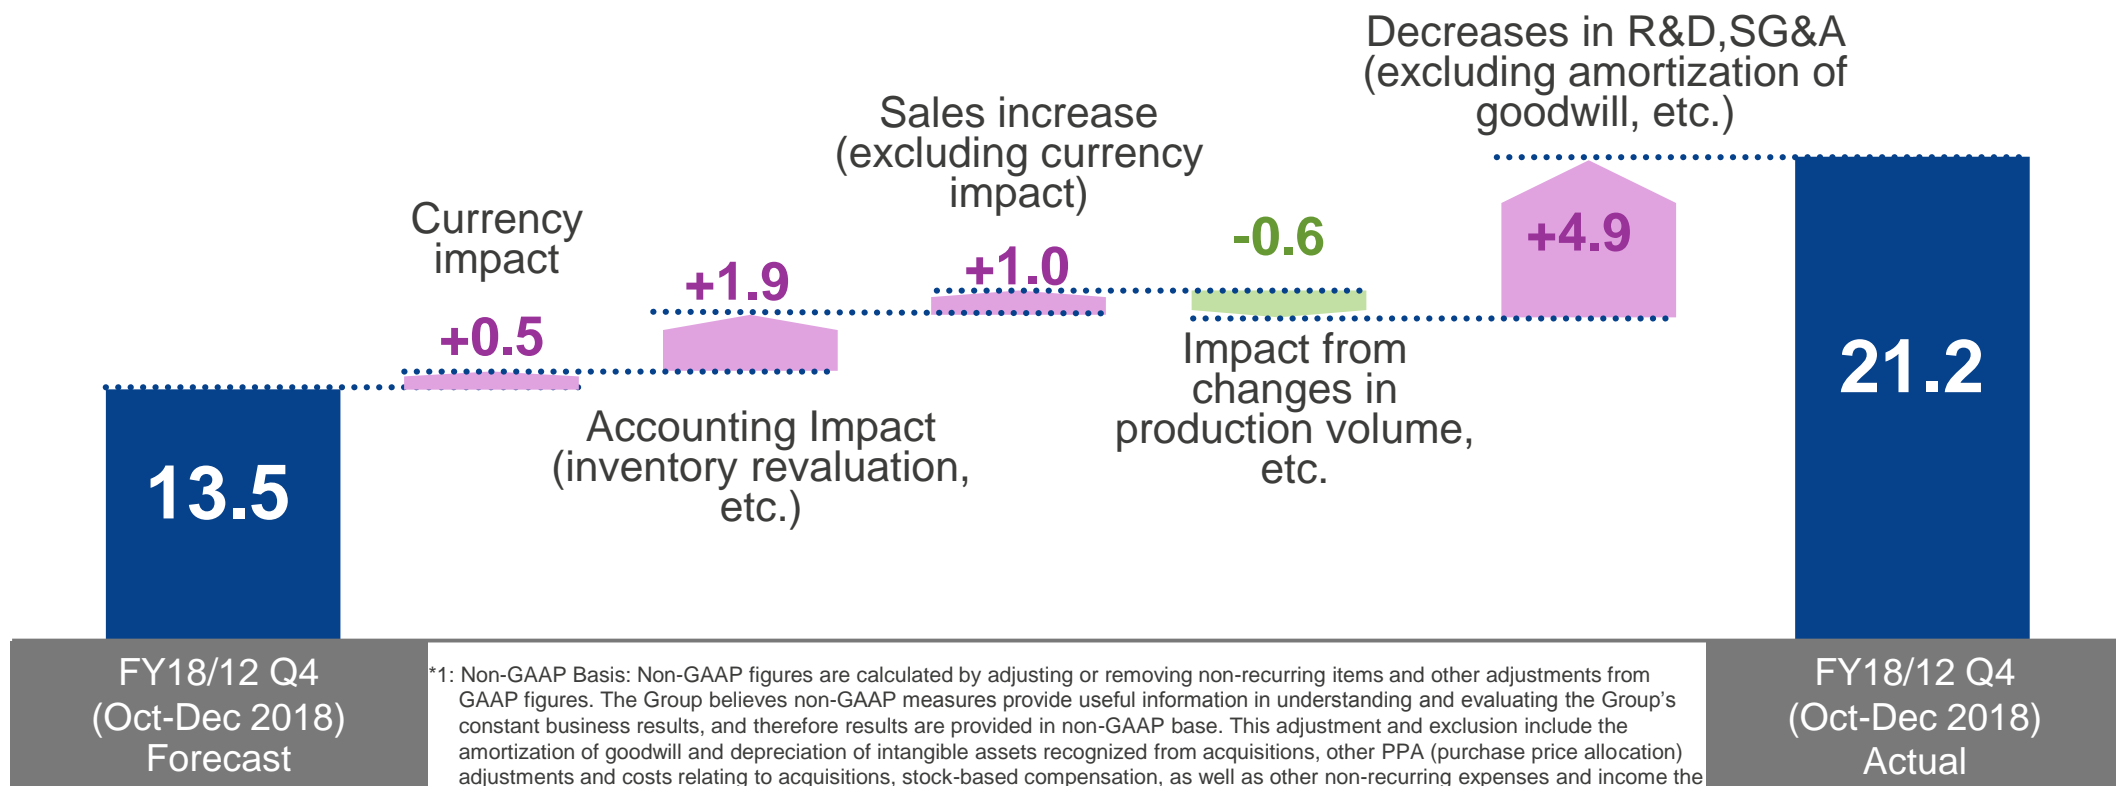 Decreases in R&D,SG&A
(excluding amortization of
goodwill, etc.)
Sales increase
(excluding currency
impact)
Currency
impact
+0.5
+1.9
+1.0
-0.6
+4.9
Accounting Impact
(inventory revaluation,
etc.)
Impact from
changes in
production volume,
etc.
13.5
21.2
FY18/12 Q4
(Oct-Dec 2018)
Forecast
*1: Non-GAAP Basis: Non-GAAP figures are calculated by adjusting or removing non-recurring items and other adjustments from
GAAP figures. The Group believes non-GAAP measures provide useful information in understanding and evaluating the Group's
constant business results, and therefore results are provided in non-GAAP base. This adjustment and exclusion include the
amortization of goodwill and depreciation of intangible assets recognized from acquisitions, other PPA (purchase price allocation)
adjustments and costs relating to acquisitions, stock-based compensation, as well as other non-recurring expenses and income the
FY18/12 Q4
(Oct-Dec 2018)
Actual